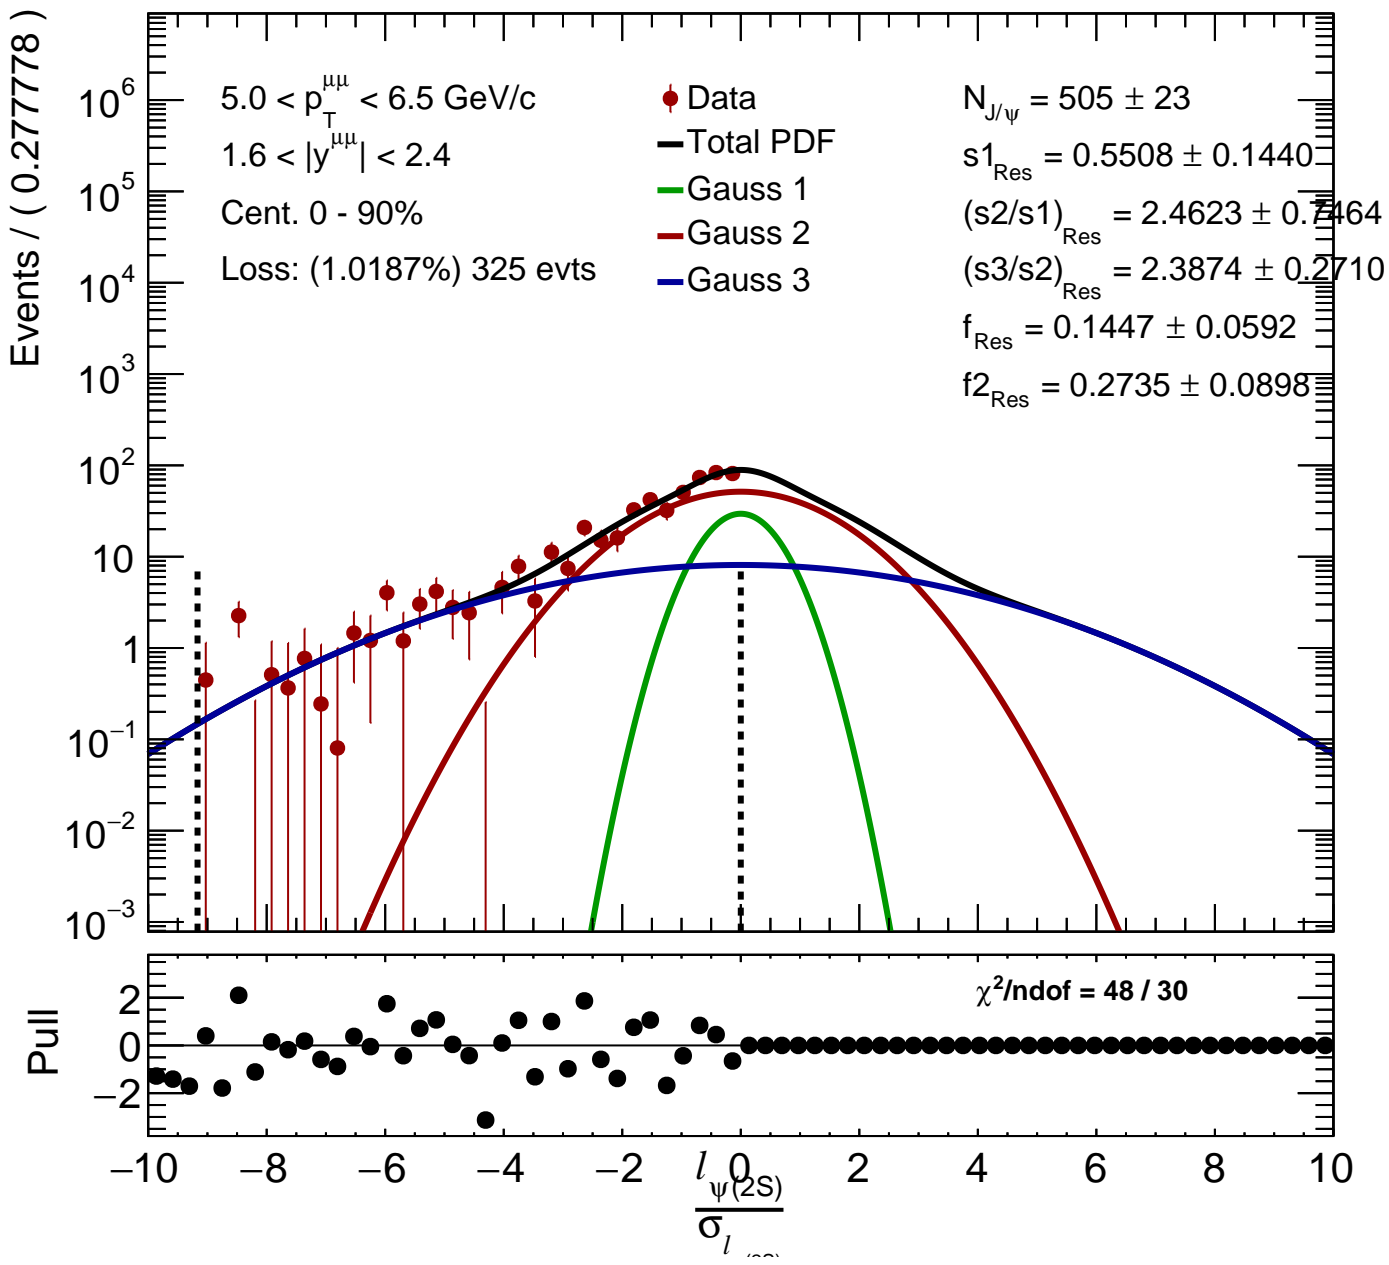 Events / ( 0.277778 )
5.0 < p_T^μμ < 6.5 GeV/c
1.6 < |y^μμ| < 2.4
Cent. 0 - 90%
Loss: (1.0187%) 325 evts
Data
Total PDF
Gauss 1
Gauss 2
Gauss 3
N_J/ψ = 505 ± 23
s1_Res = 0.5508 ± 0.1440
(s2/s1)_Res = 2.4623 ± 0.7464
(s3/s2)_Res = 2.3874 ± 0.2710
f_Res = 0.1447 ± 0.0592
f2_Res = 0.2735 ± 0.0898
10^6
10^5
10^4
10^3
10^2
10
1
10^−1
10^−2
10^−3
Pull
2
0
−2
χ^2/ndof = 48 / 30
−10 −8 −6 −4 −2 0 2 4 6 8 10
l_ψ(2S)
σ_l